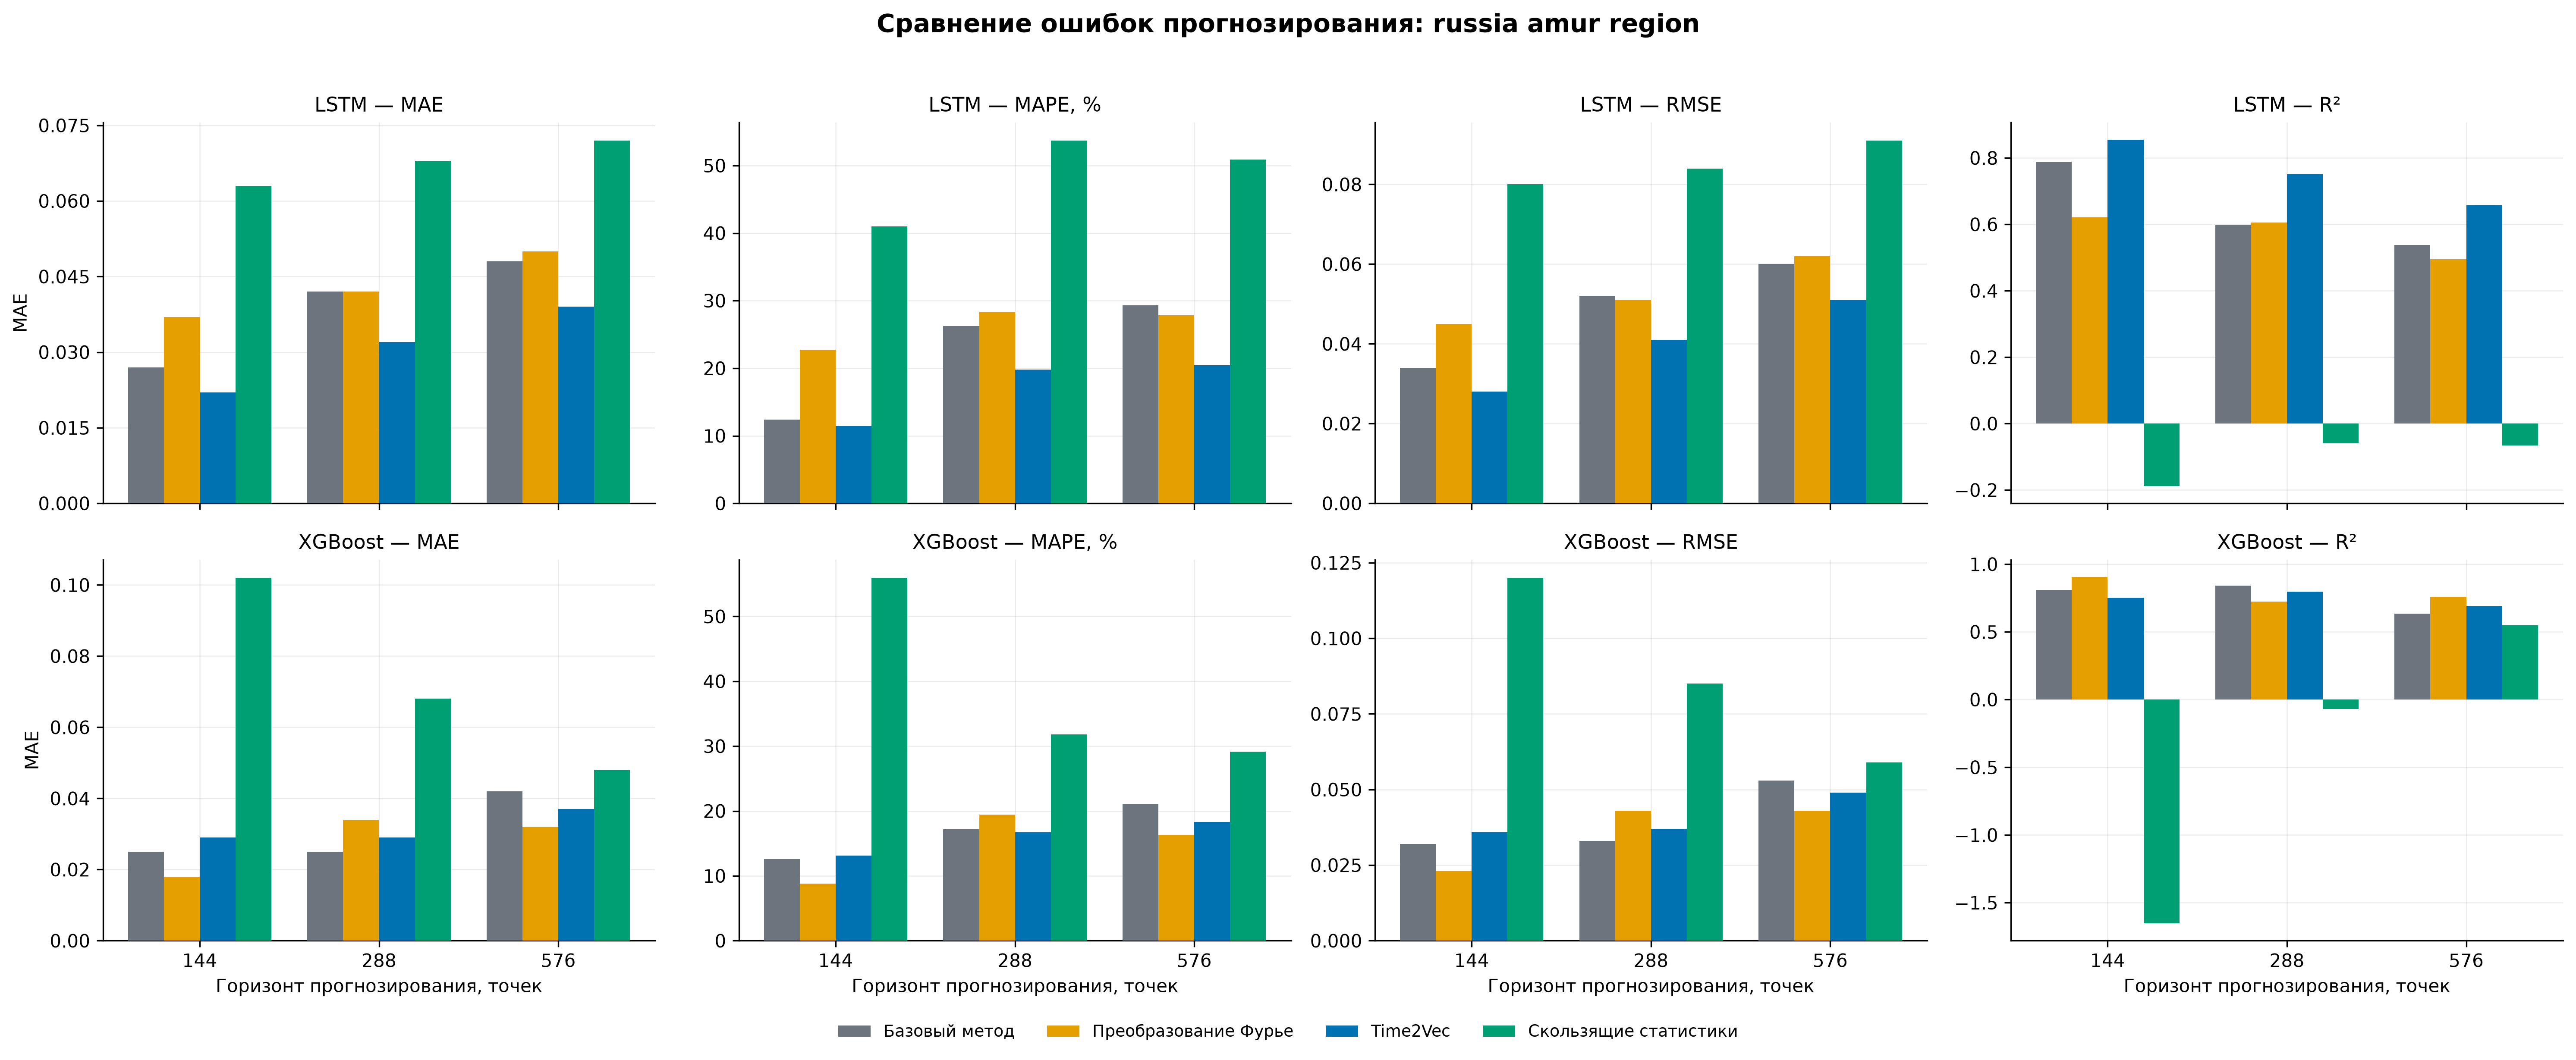 Сравнение ошибок прогнозирования: russia amur region
LSTM — MAE
LSTM — MAPE, %
LSTM — RMSE
LSTM — R²
MAE
0.075
0.060
0.045
0.030
0.015
0.000
50
40
30
20
10
0
0.08
0.06
0.04
0.02
0.00
0.8
0.6
0.4
0.2
0.0
−0.2
XGBoost — MAE
XGBoost — MAPE, %
XGBoost — RMSE
XGBoost — R²
MAE
0.10
0.08
0.06
0.04
0.02
0.00
50
40
30
20
10
0
0.125
0.100
0.075
0.050
0.025
0.000
1.0
0.5
0.0
−0.5
−1.0
−1.5
144 288 576
144 288 576
144 288 576
144 288 576
Горизонт прогнозирования, точек
Горизонт прогнозирования, точек
Горизонт прогнозирования, точек
Горизонт прогнозирования, точек
Базовый метод Преобразование Фурье Time2Vec Скользящие статистики